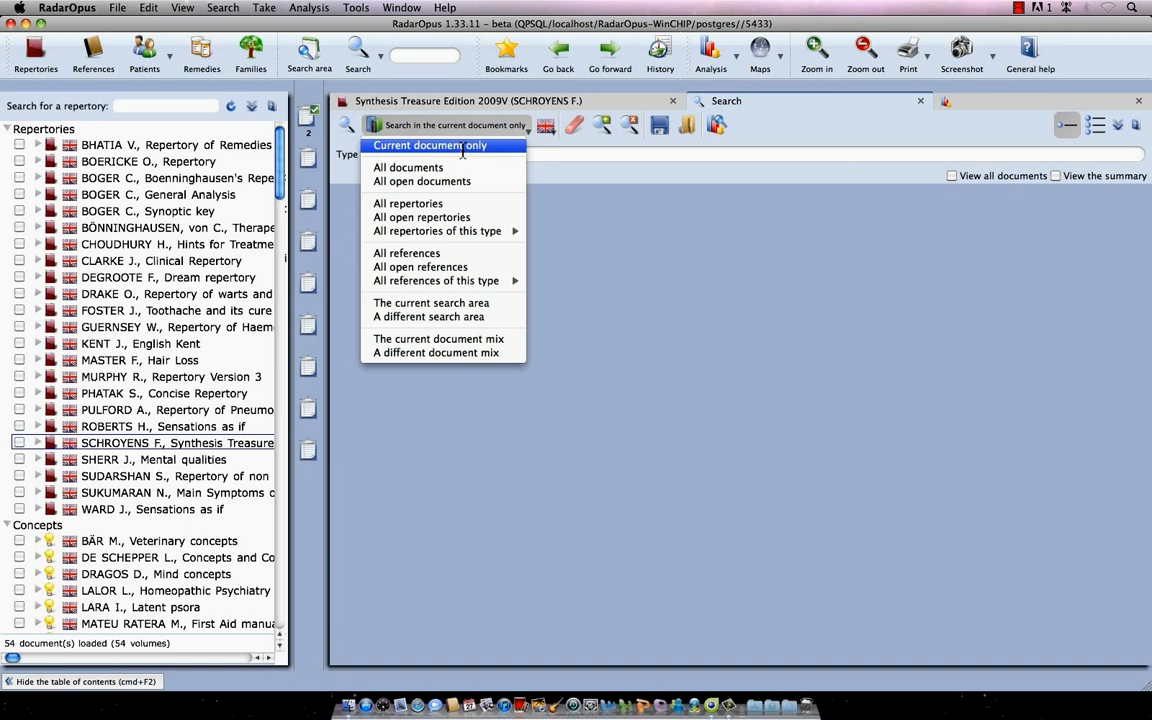 RadarOpus File Edit View Search Take Analysis Tools Window Help
1
RadarOpus 1.33.11 - beta (QPSQL/localhost/RadarOpus-WinCHIP/postgres//5433)
Repertories References Patients Remedies Families Search area Search Bookmarks Go back Go forward History Analysis Maps Zoom in Zoom out Print Screenshot General help
Search for a repertory:
Repertories
BHATIA V., Repertory of Remedies
BOERICKE O., Repertory
BOGER C., Boenninghausen's Repe
BOGER C., General Analysis
BOGER C., Synoptic key
BÖNNINGHAUSEN, von C., Therape
CHOUDHURY H., Hints for Treatme
CLARKE J., Clinical Repertory
DEGROOTE F., Dream repertory
DRAKE O., Repertory of warts and
FOSTER J., Toothache and its cure
GUERNSEY W., Repertory of Haem
KENT J., English Kent
MASTER F., Hair Loss
MURPHY R., Repertory Version 3
PHATAK S., Concise Repertory
PULFORD A., Repertory of Pneumo
ROBERTS H., Sensations as if
SCHROYENS F., Synthesis Treasure
SHERR J., Mental qualities
SUDARSHAN S., Repertory of non
SUKUMARAN N., Main Symptoms o
WARD J., Sensations as if
Concepts
BÄR M., Veterinary concepts
DE SCHEPPER L., Concepts and Co
DRAGOS D., Mind concepts
LALOR L., Homeopathic Psychiatry
LARA I., Latent psora
MATEU RATERA M., First Aid manua
54 document(s) loaded (54 volumes)
Hide the table of contents (cmd+F2)
2
Synthesis Treasure Edition 2009V (SCHROYENS F.)
Search
Search in the current document only
Type
View all documents View the summary
Current document only
All documents
All open documents
All repertories
All open repertories
All repertories of this type
All references
All open references
All references of this type
The current search area
A different search area
The current document mix
A different document mix